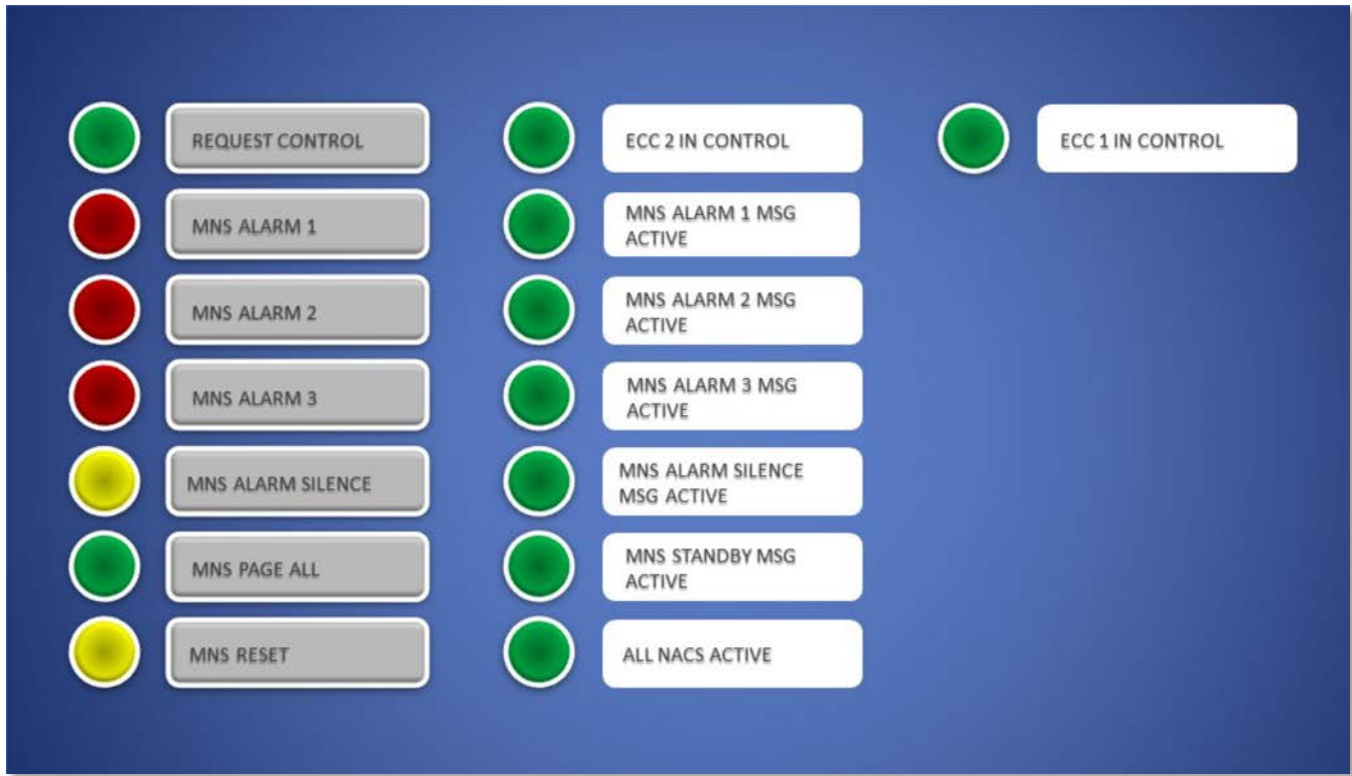 REQUEST CONTROL
ECC 2 IN CONTROL
ECC 1 IN CONTROL
MNS ALARM 1
MNS ALARM 1 MSG
ACTIVE
MNS ALARM 2
MNS ALARM 2 MSG
ACTIVE
MNS ALARM 3
MNS ALARM 3 MSG
ACTIVE
MNS ALARM SILENCE
MNS ALARM SILENCE
MSG ACTIVE
MNS PAGE ALL
MNS STANDBY MSG
ACTIVE
MNS RESET
ALL NACS ACTIVE